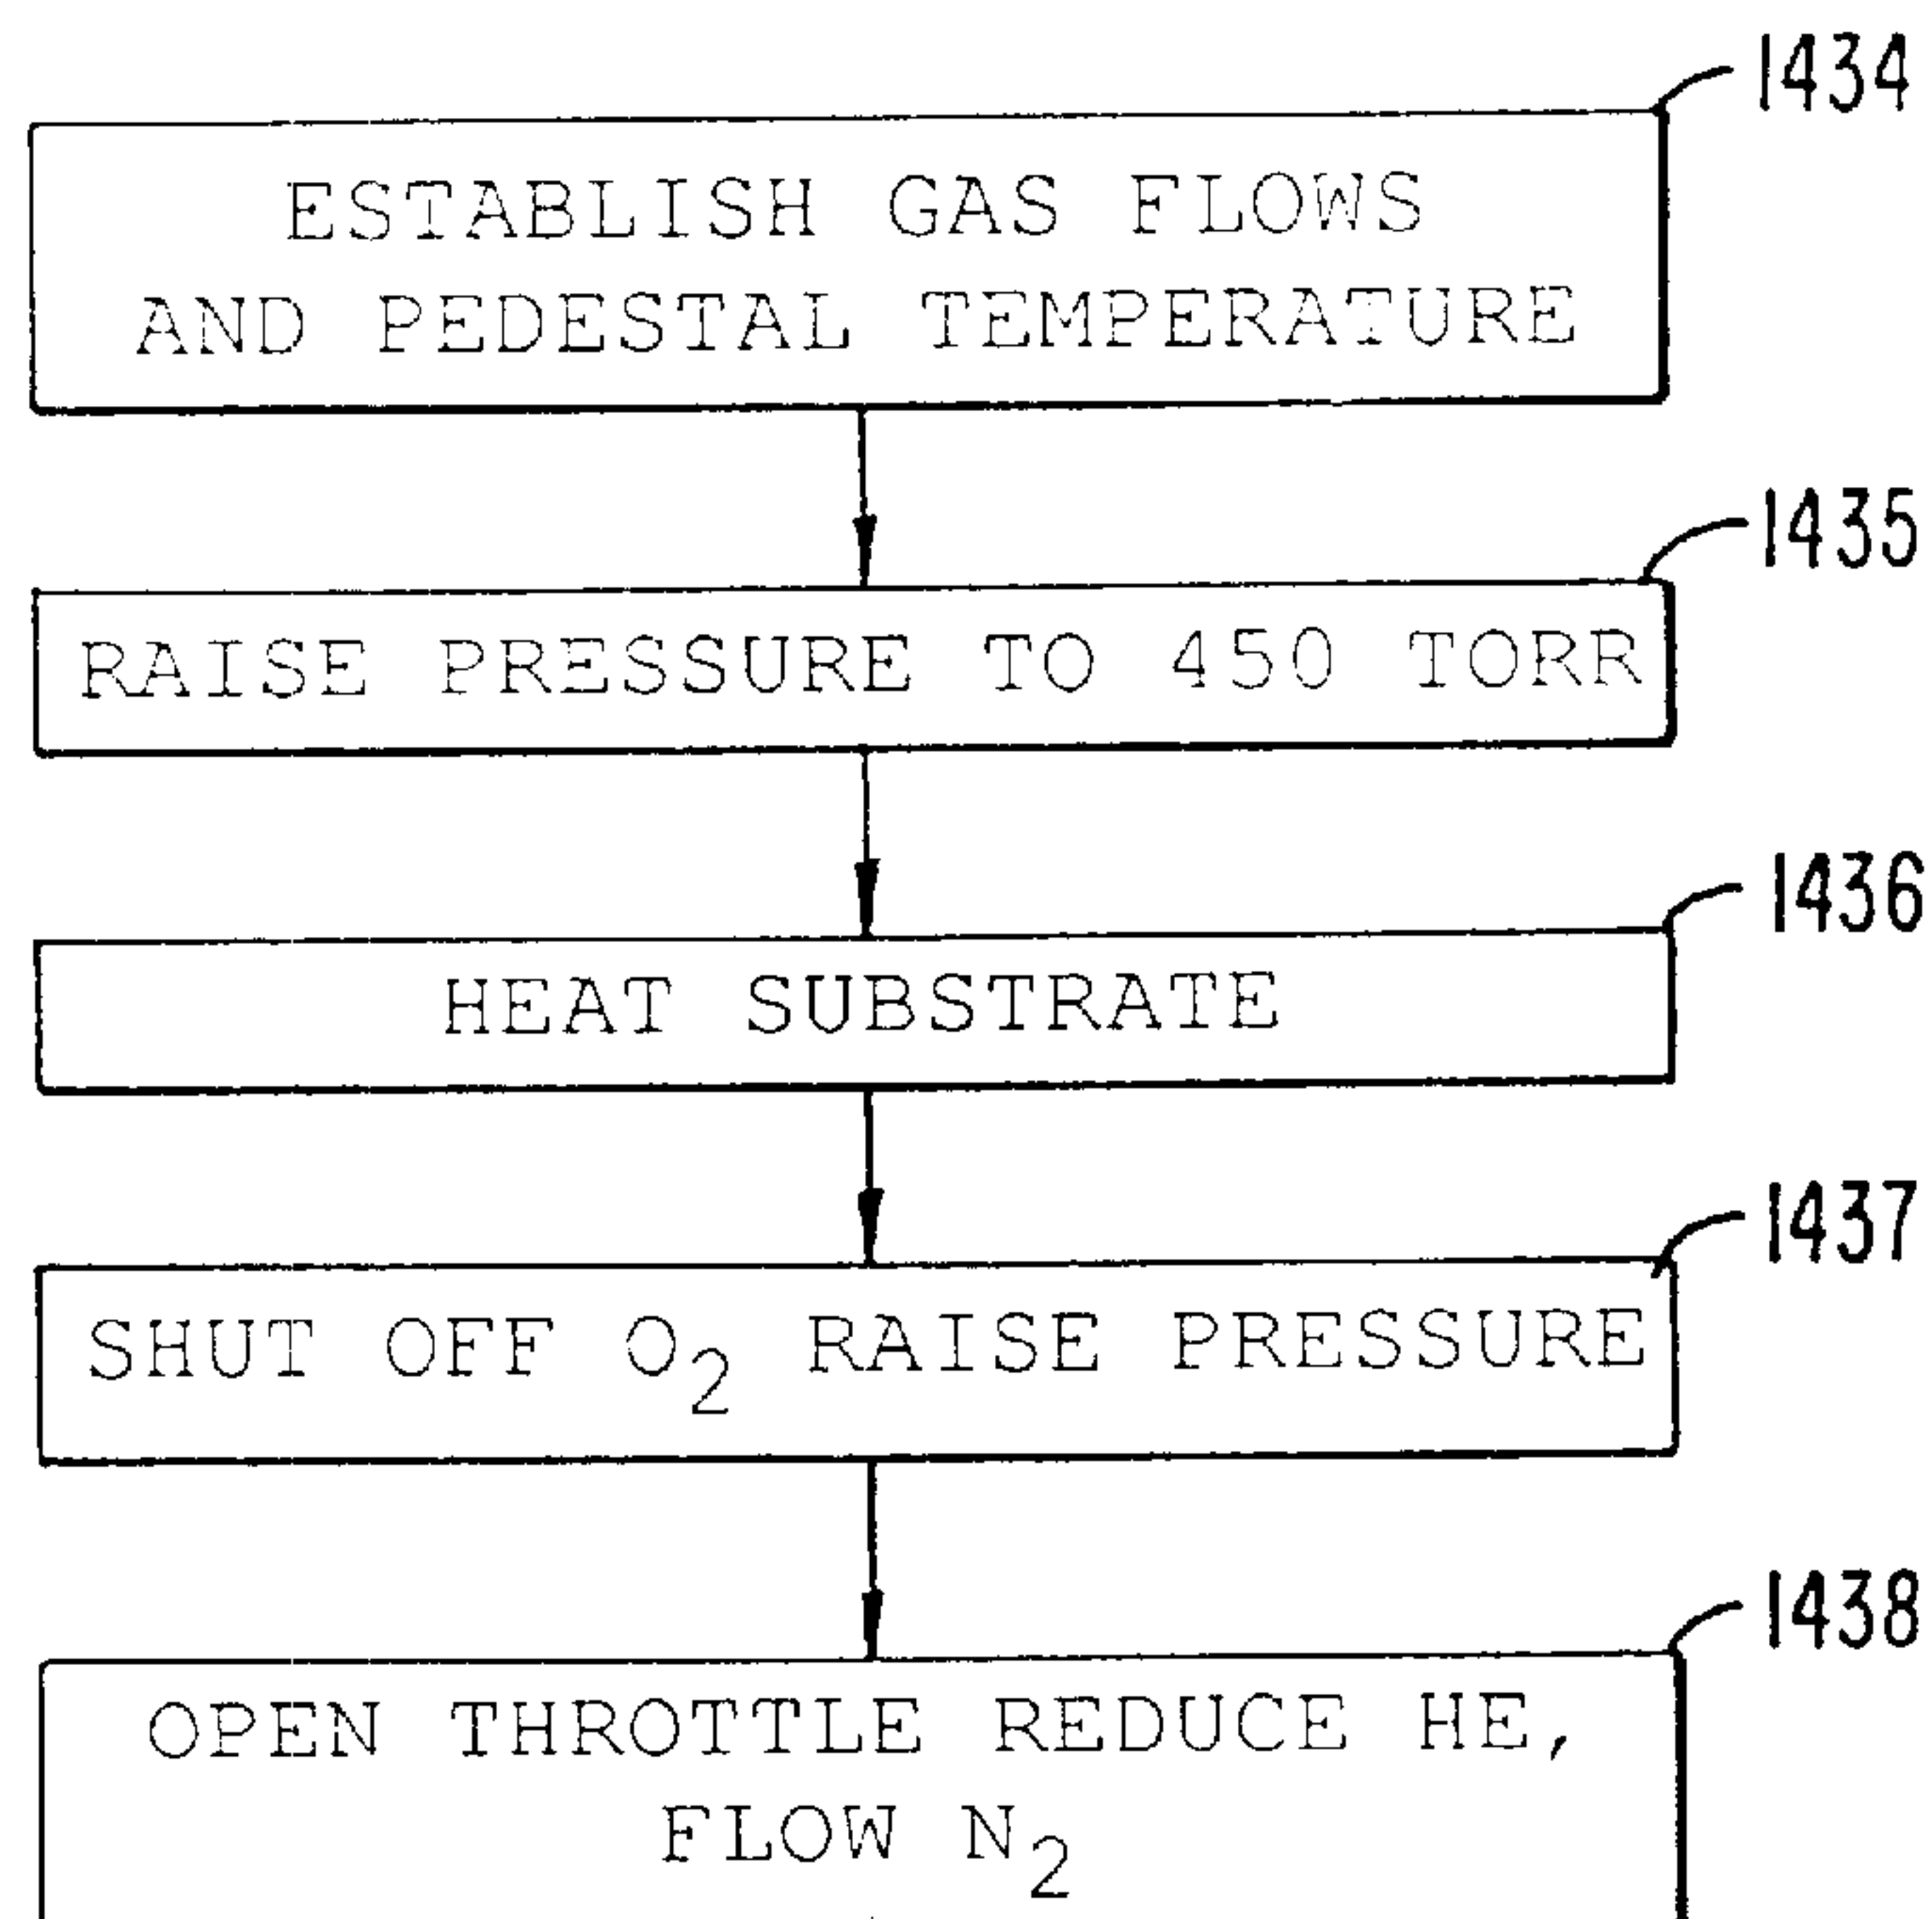 1434
ESTABLISH GAS FLOWS
AND PEDESTAL TEMPERATURE
1435
RAISE PRESSURE TO 450 TORR
1436
HEAT SUBSTRATE
1437
SHUT OFF O₂ RAISE PRESSURE
1438
OPEN THROTTLE REDUCE HE,
FLOW N₂